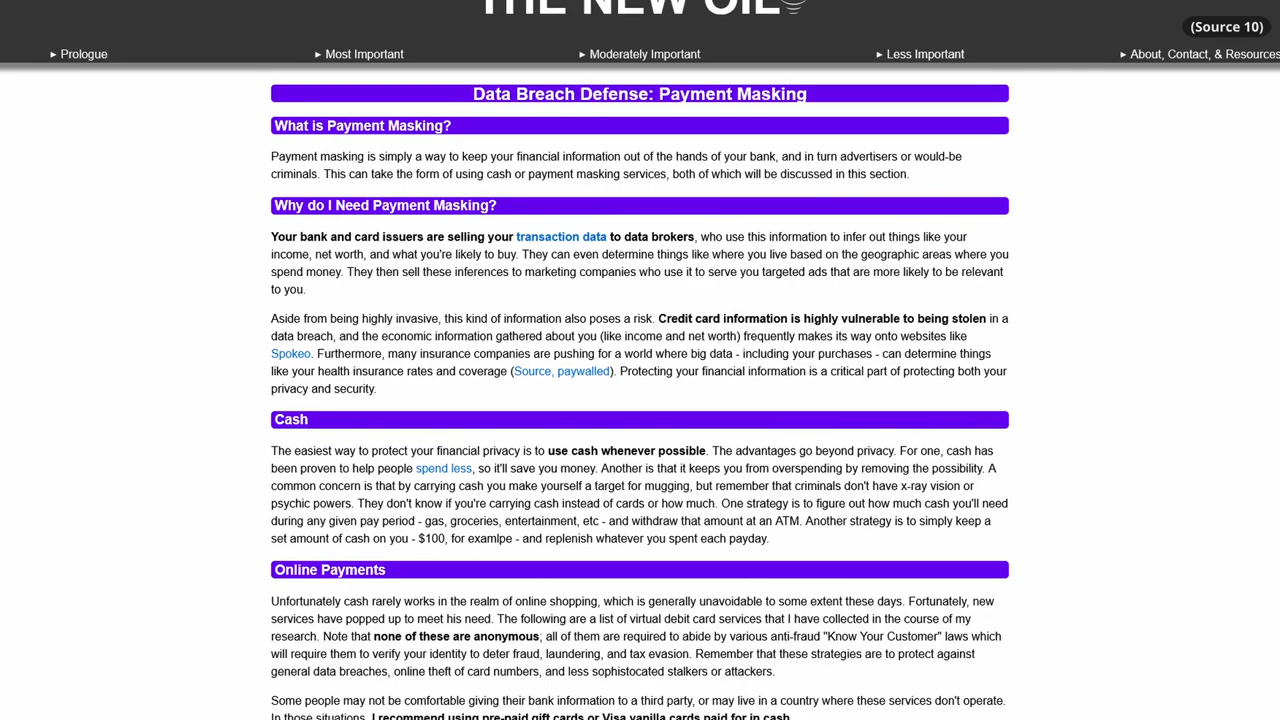 THE NEW OIL
(Source 10)
▸ Prologue
▸ Most Important
▸ Moderately Important
▸ Less Important
▸ About, Contact, & Resources
Data Breach Defense: Payment Masking
What is Payment Masking?
Payment masking is simply a way to keep your financial information out of the hands of your bank, and in turn advertisers or would-be
criminals. This can take the form of using cash or payment masking services, both of which will be discussed in this section.
Why do I Need Payment Masking?
Your bank and card issuers are selling your transaction data to data brokers, who use this information to infer out things like your
income, net worth, and what you're likely to buy. They can even determine things like where you live based on the geographic areas where you
spend money. They then sell these inferences to marketing companies who use it to serve you targeted ads that are more likely to be relevant
to you.
Aside from being highly invasive, this kind of information also poses a risk. Credit card information is highly vulnerable to being stolen in a
data breach, and the economic information gathered about you (like income and net worth) frequently makes its way onto websites like
Spokeo. Furthermore, many insurance companies are pushing for a world where big data - including your purchases - can determine things
like your health insurance rates and coverage (Source, paywalled). Protecting your financial information is a critical part of protecting both your
privacy and security.
Cash
The easiest way to protect your financial privacy is to use cash whenever possible. The advantages go beyond privacy. For one, cash has
been proven to help people spend less, so it'll save you money. Another is that it keeps you from overspending by removing the possibility. A
common concern is that by carrying cash you make yourself a target for mugging, but remember that criminals don't have x-ray vision or
psychic powers. They don't know if you're carrying cash instead of cards or how much. One strategy is to figure out how much cash you'll need
during any given pay period - gas, groceries, entertainment, etc - and withdraw that amount at an ATM. Another strategy is to simply keep a
set amount of cash on you - $100, for examlpe - and replenish whatever you spent each payday.
Online Payments
Unfortunately cash rarely works in the realm of online shopping, which is generally unavoidable to some extent these days. Fortunately, new
services have popped up to meet his need. The following are a list of virtual debit card services that I have collected in the course of my
research. Note that none of these are anonymous; all of them are required to abide by various anti-fraud "Know Your Customer" laws which
will require them to verify your identity to deter fraud, laundering, and tax evasion. Remember that these strategies are to protect against
general data breaches, online theft of card numbers, and less sophistocated stalkers or attackers.
Some people may not be comfortable giving their bank information to a third party, or may live in a country where these services don't operate.
In those situations, I recommend using pre-paid gift cards or Visa vanilla cards paid for in cash.